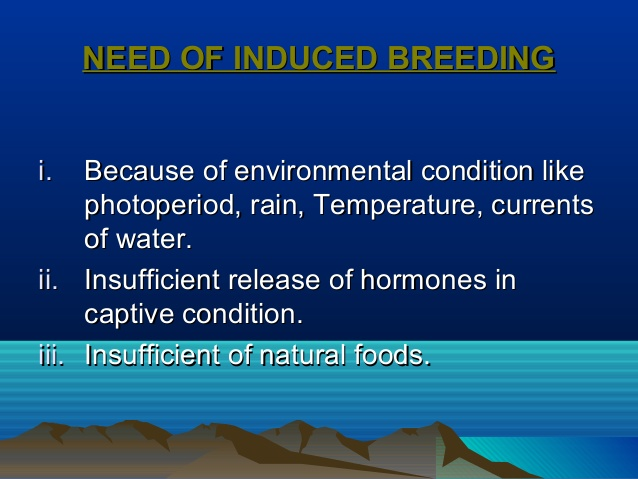 NEED OF INDUCED BREEDING
i. Because of environmental condition like
photoperiod, rain, Temperature, currents
of water.
ii. Insufficient release of hormones in
captive condition.
iii. Insufficient of natural foods.